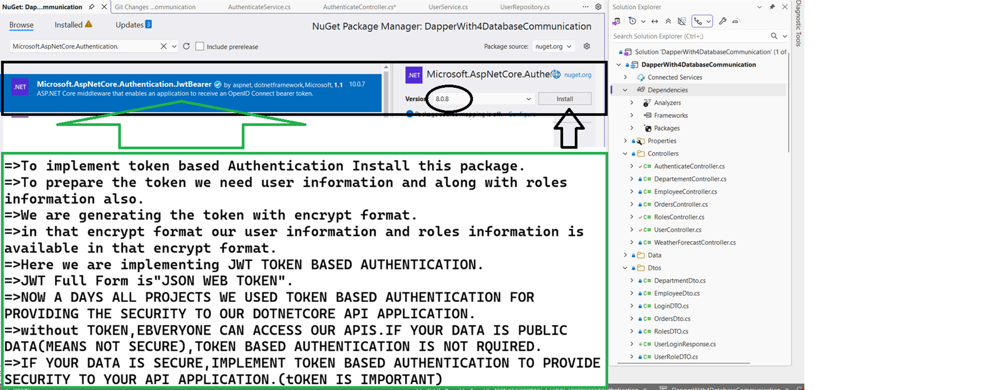 NuGet: Dap...mmunication
Git Changes ...ommunication
AuthenticateService.cs
AuthenticateController.cs*
UserService.cs
UserRepository.cs
Browse
Installed
Updates 3
NuGet Package Manager: DapperWith4DatabaseCommunication
Microsoft.AspNetCore.Authentication.
Include prerelease
Package source: nuget.org
.NET
Microsoft.AspNetCore.Authentication.JwtBearer by aspnet, dotnetframework, Microsoft, 1.1 10.0.7
ASP.NET Core middleware that enables an application to receive an OpenID Connect bearer token.
.NET Microsoft.AspNetCore.Authe nuget.org
Version 8.0.8 Install
Package source mapping is off. Configure
=>To implement token based Authentication Install this package.
=>To prepare the token we need user information and along with roles
information also.
=>We are generating the token with encrypt format.
=>in that encrypt format our user information and roles information is
available in that encrypt format.
=>Here we are implementing JWT TOKEN BASED AUTHENTICATION.
=>JWT Full Form is"JSON WEB TOKEN".
=>NOW A DAYS ALL PROJECTS WE USED TOKEN BASED AUTHENTICATION FOR
PROVIDING THE SECURITY TO OUR DOTNETCORE API APPLICATION.
=>without TOKEN,EBVERYONE CAN ACCESS OUR APIS.IF YOUR DATA IS PUBLIC
DATA(MEANS NOT SECURE),TOKEN BASED AUTHENTICATION IS NOT RQUIRED.
=>IF YOUR DATA IS SECURE,IMPLEMENT TOKEN BASED AUTHENTICATION TO PROVIDE
SECURITY TO YOUR API APPLICATION.(tOKEN IS IMPORTANT)
Solution Explorer
Search Solution Explorer (Ctrl+;)
Solution 'DapperWith4DatabaseCommunication' (1 of
DapperWith4DatabaseCommunication
Connected Services
Dependencies
Analyzers
Frameworks
Packages
Properties
Controllers
C# AuthenticateController.cs
C# DepartementController.cs
C# EmployeeController.cs
C# OrdersController.cs
C# RolesController.cs
C# UserController.cs
C# WeatherForecastController.cs
Data
Dtos
C# DepartmentDto.cs
C# EmployeeDto.cs
C# LoginDTO.cs
C# OrdersDto.cs
C# RolesDTO.cs
C# UserLoginResponse.cs
C# UserRoleDTO.cs
Diagnostic Tools
DapperWith4DatabaseCommunication